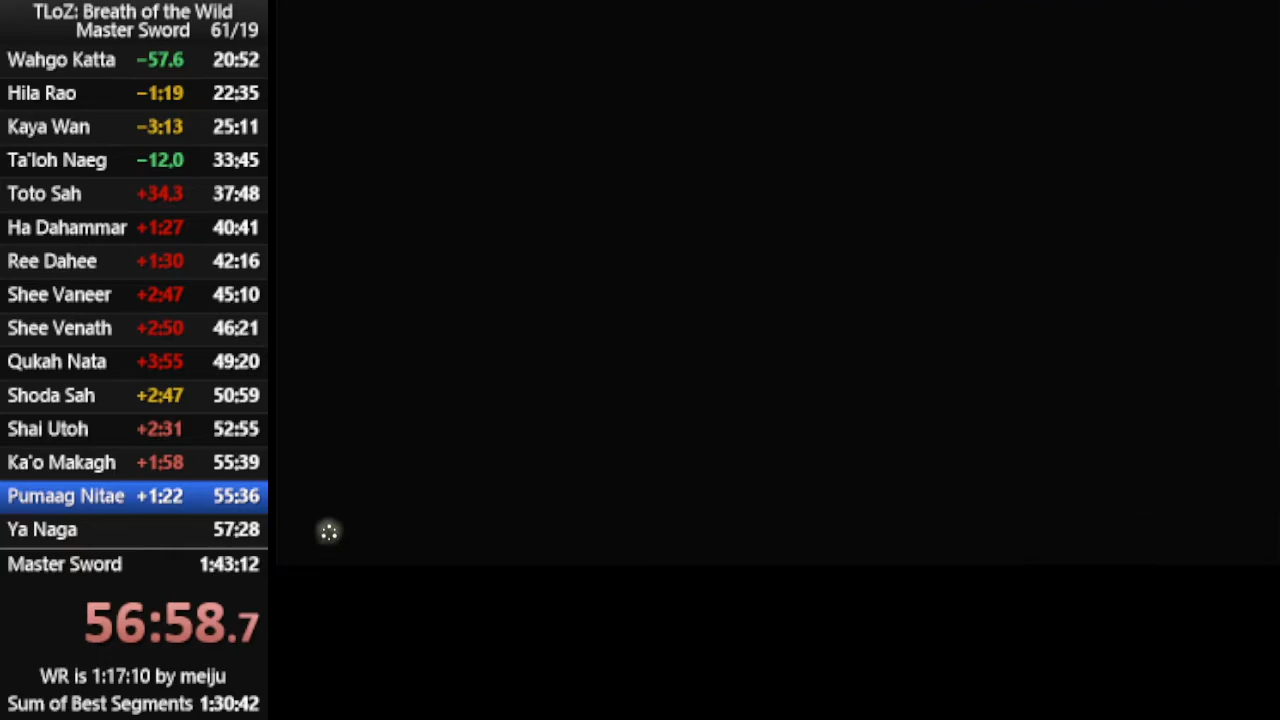 TLoZ: Breath of the Wild
Master Sword 61/19
Wahgo Katta -57.6 20:52
Hila Rao -1:19 22:35
Kaya Wan -3:13 25:11
Ta'loh Naeg -12.0 33:45
Toto Sah +34.3 37:48
Ha Dahammar +1:27 40:41
Ree Dahee +1:30 42:16
Shee Vaneer +2:47 45:10
Shee Venath +2:50 46:21
Qukah Nata +3:55 49:20
Shoda Sah +2:47 50:59
Shai Utoh +2:31 52:55
Ka'o Makagh +1:58 55:39
Pumaag Nitae +1:22 55:36
Ya Naga 57:28
Master Sword 1:43:12
56:58.7
WR is 1:17:10 by meiju
Sum of Best Segments 1:30:42